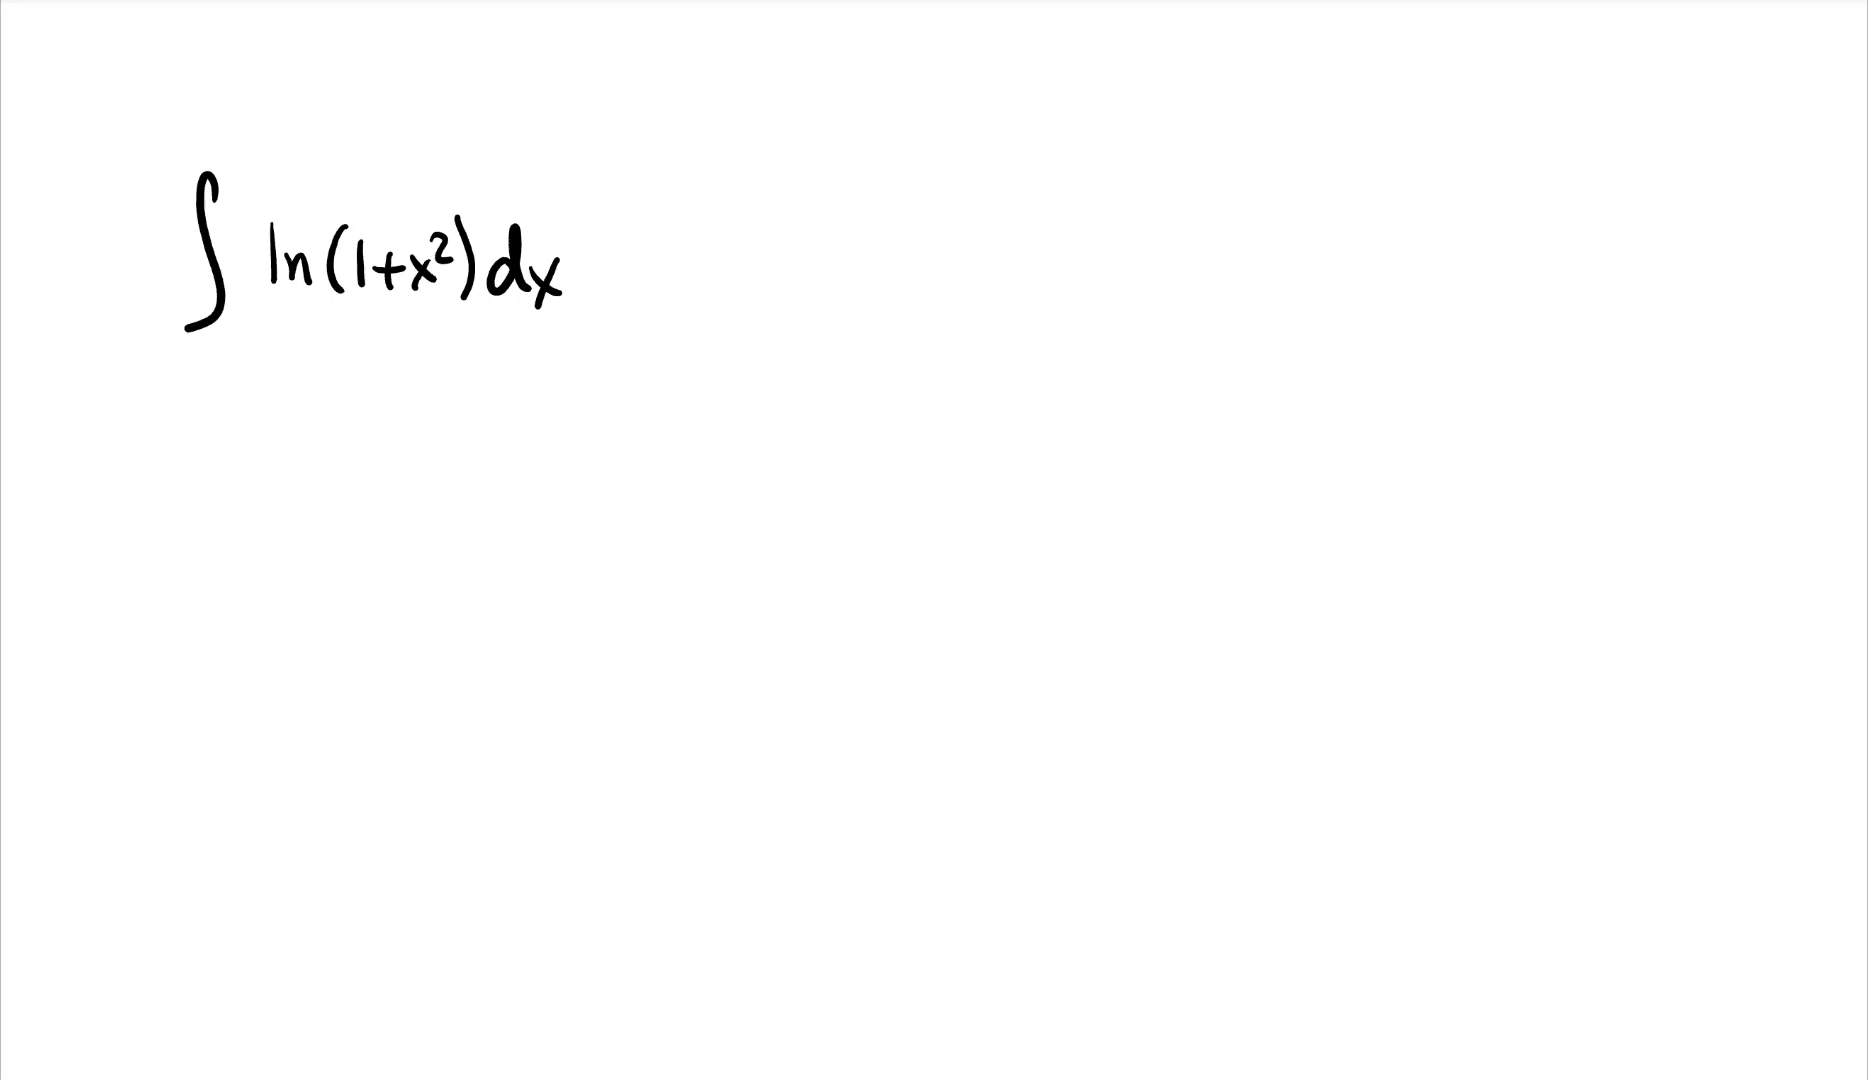 ∫ ln(1+x²)dx